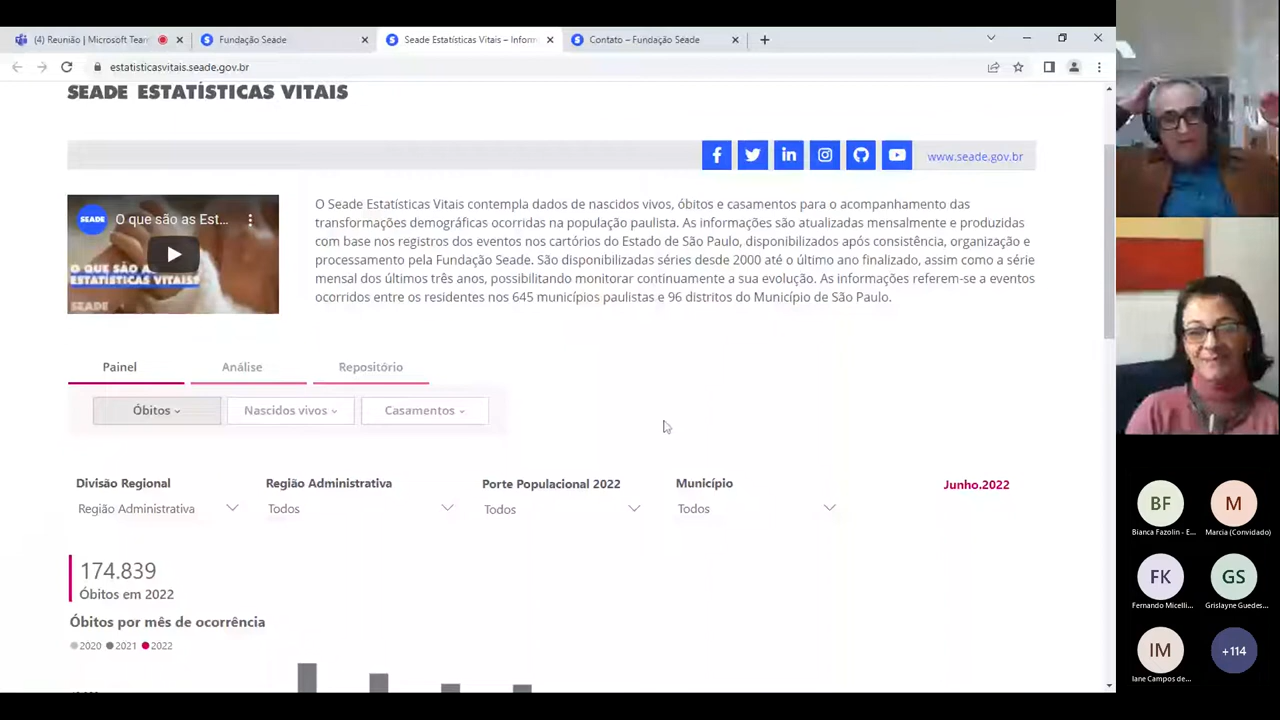 (4) Reunião | Microsoft Team
Fundação Seade
Seade Estatísticas Vitais – Inform
Contato – Fundação Seade
estatisticasvitais.seade.gov.br
SEADE ESTATÍSTICAS VITAIS
www.seade.gov.br
SEADE
O que são as Est...
O QUE SÃO A
ESTATÍSTICAS VITAIS?
SEADE
O Seade Estatísticas Vitais contempla dados de nascidos vivos, óbitos e casamentos para o acompanhamento das
transformações demográficas ocorridas na população paulista. As informações são atualizadas mensalmente e produzidas
com base nos registros dos eventos nos cartórios do Estado de São Paulo, disponibilizados após consistência, organização e
processamento pela Fundação Seade. São disponibilizadas séries desde 2000 até o último ano finalizado, assim como a série
mensal dos últimos três anos, possibilitando monitorar continuamente a sua evolução. As informações referem-se a eventos
ocorridos entre os residentes nos 645 municípios paulistas e 96 distritos do Município de São Paulo.
Painel
Análise
Repositório
Óbitos
Nascidos vivos
Casamentos
Divisão Regional
Região Administrativa
Porte Populacional 2022
Município
Junho.2022
Região Administrativa
Todos
Todos
Todos
174.839
Óbitos em 2022
Óbitos por mês de ocorrência
2020 2021 2022
BF
M
Bianca Fazolin - E...
Marcia (Convidado)
FK
GS
Fernando Micelli...
Grislayne Guedes...
IM
+114
Iane Campos de...